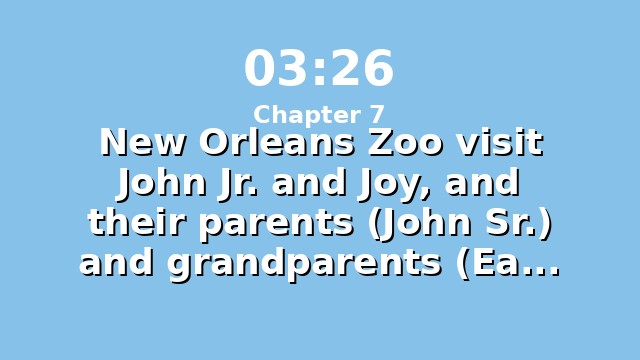 03:26
Chapter 7
New Orleans Zoo visit
John Jr. and Joy, and
their parents (John Sr.)
and grandparents (Ea...